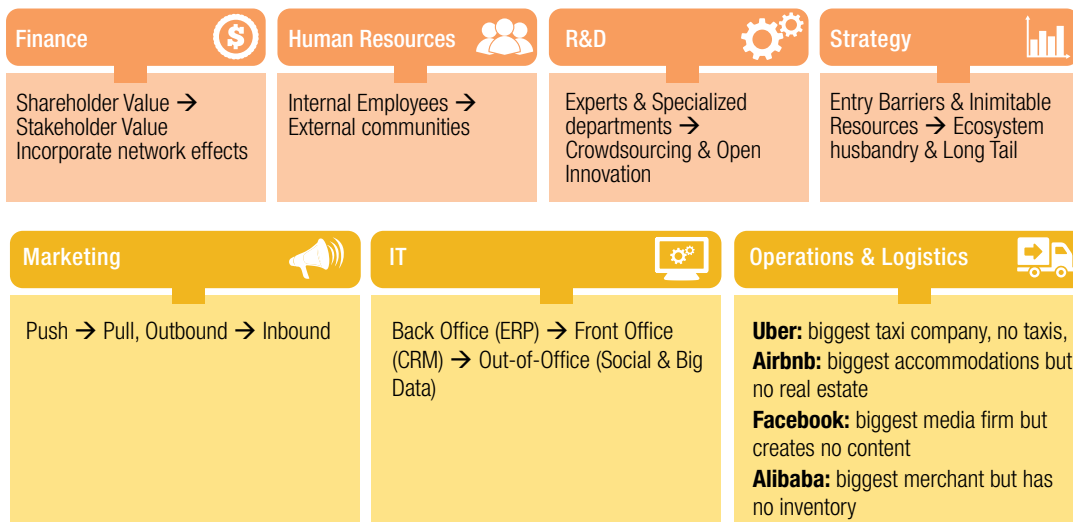 Finance
Shareholder Value →
Stakeholder Value
Incorporate network effects
Human Resources
Internal Employees →
External communities
R&D
Experts & Specialized
departments →
Crowdsourcing & Open
Innovation
Strategy
Entry Barriers & Inimitable
Resources → Ecosystem
husbandry & Long Tail
Marketing
Push → Pull, Outbound → Inbound
IT
Back Office (ERP) → Front Office
(CRM) → Out-of-Office (Social & Big
Data)
Operations & Logistics
Uber: biggest taxi company, no taxis,
Airbnb: biggest accommodations but
no real estate
Facebook: biggest media firm but
creates no content
Alibaba: biggest merchant but has
no inventory